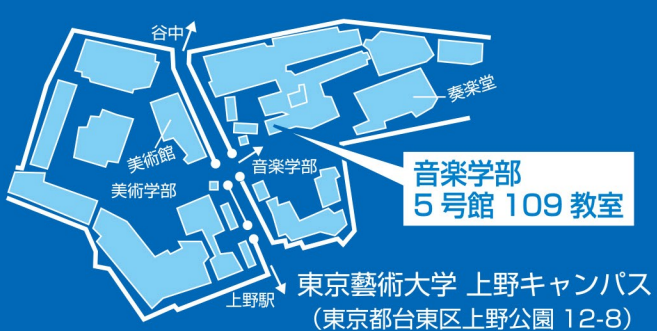 谷中
奏楽堂
美術館
音楽学部
美術学部
音楽学部
5号館 109 教室
上野駅
東京藝術大学 上野キャンパス
（東京都台東区上野公園 12-8）